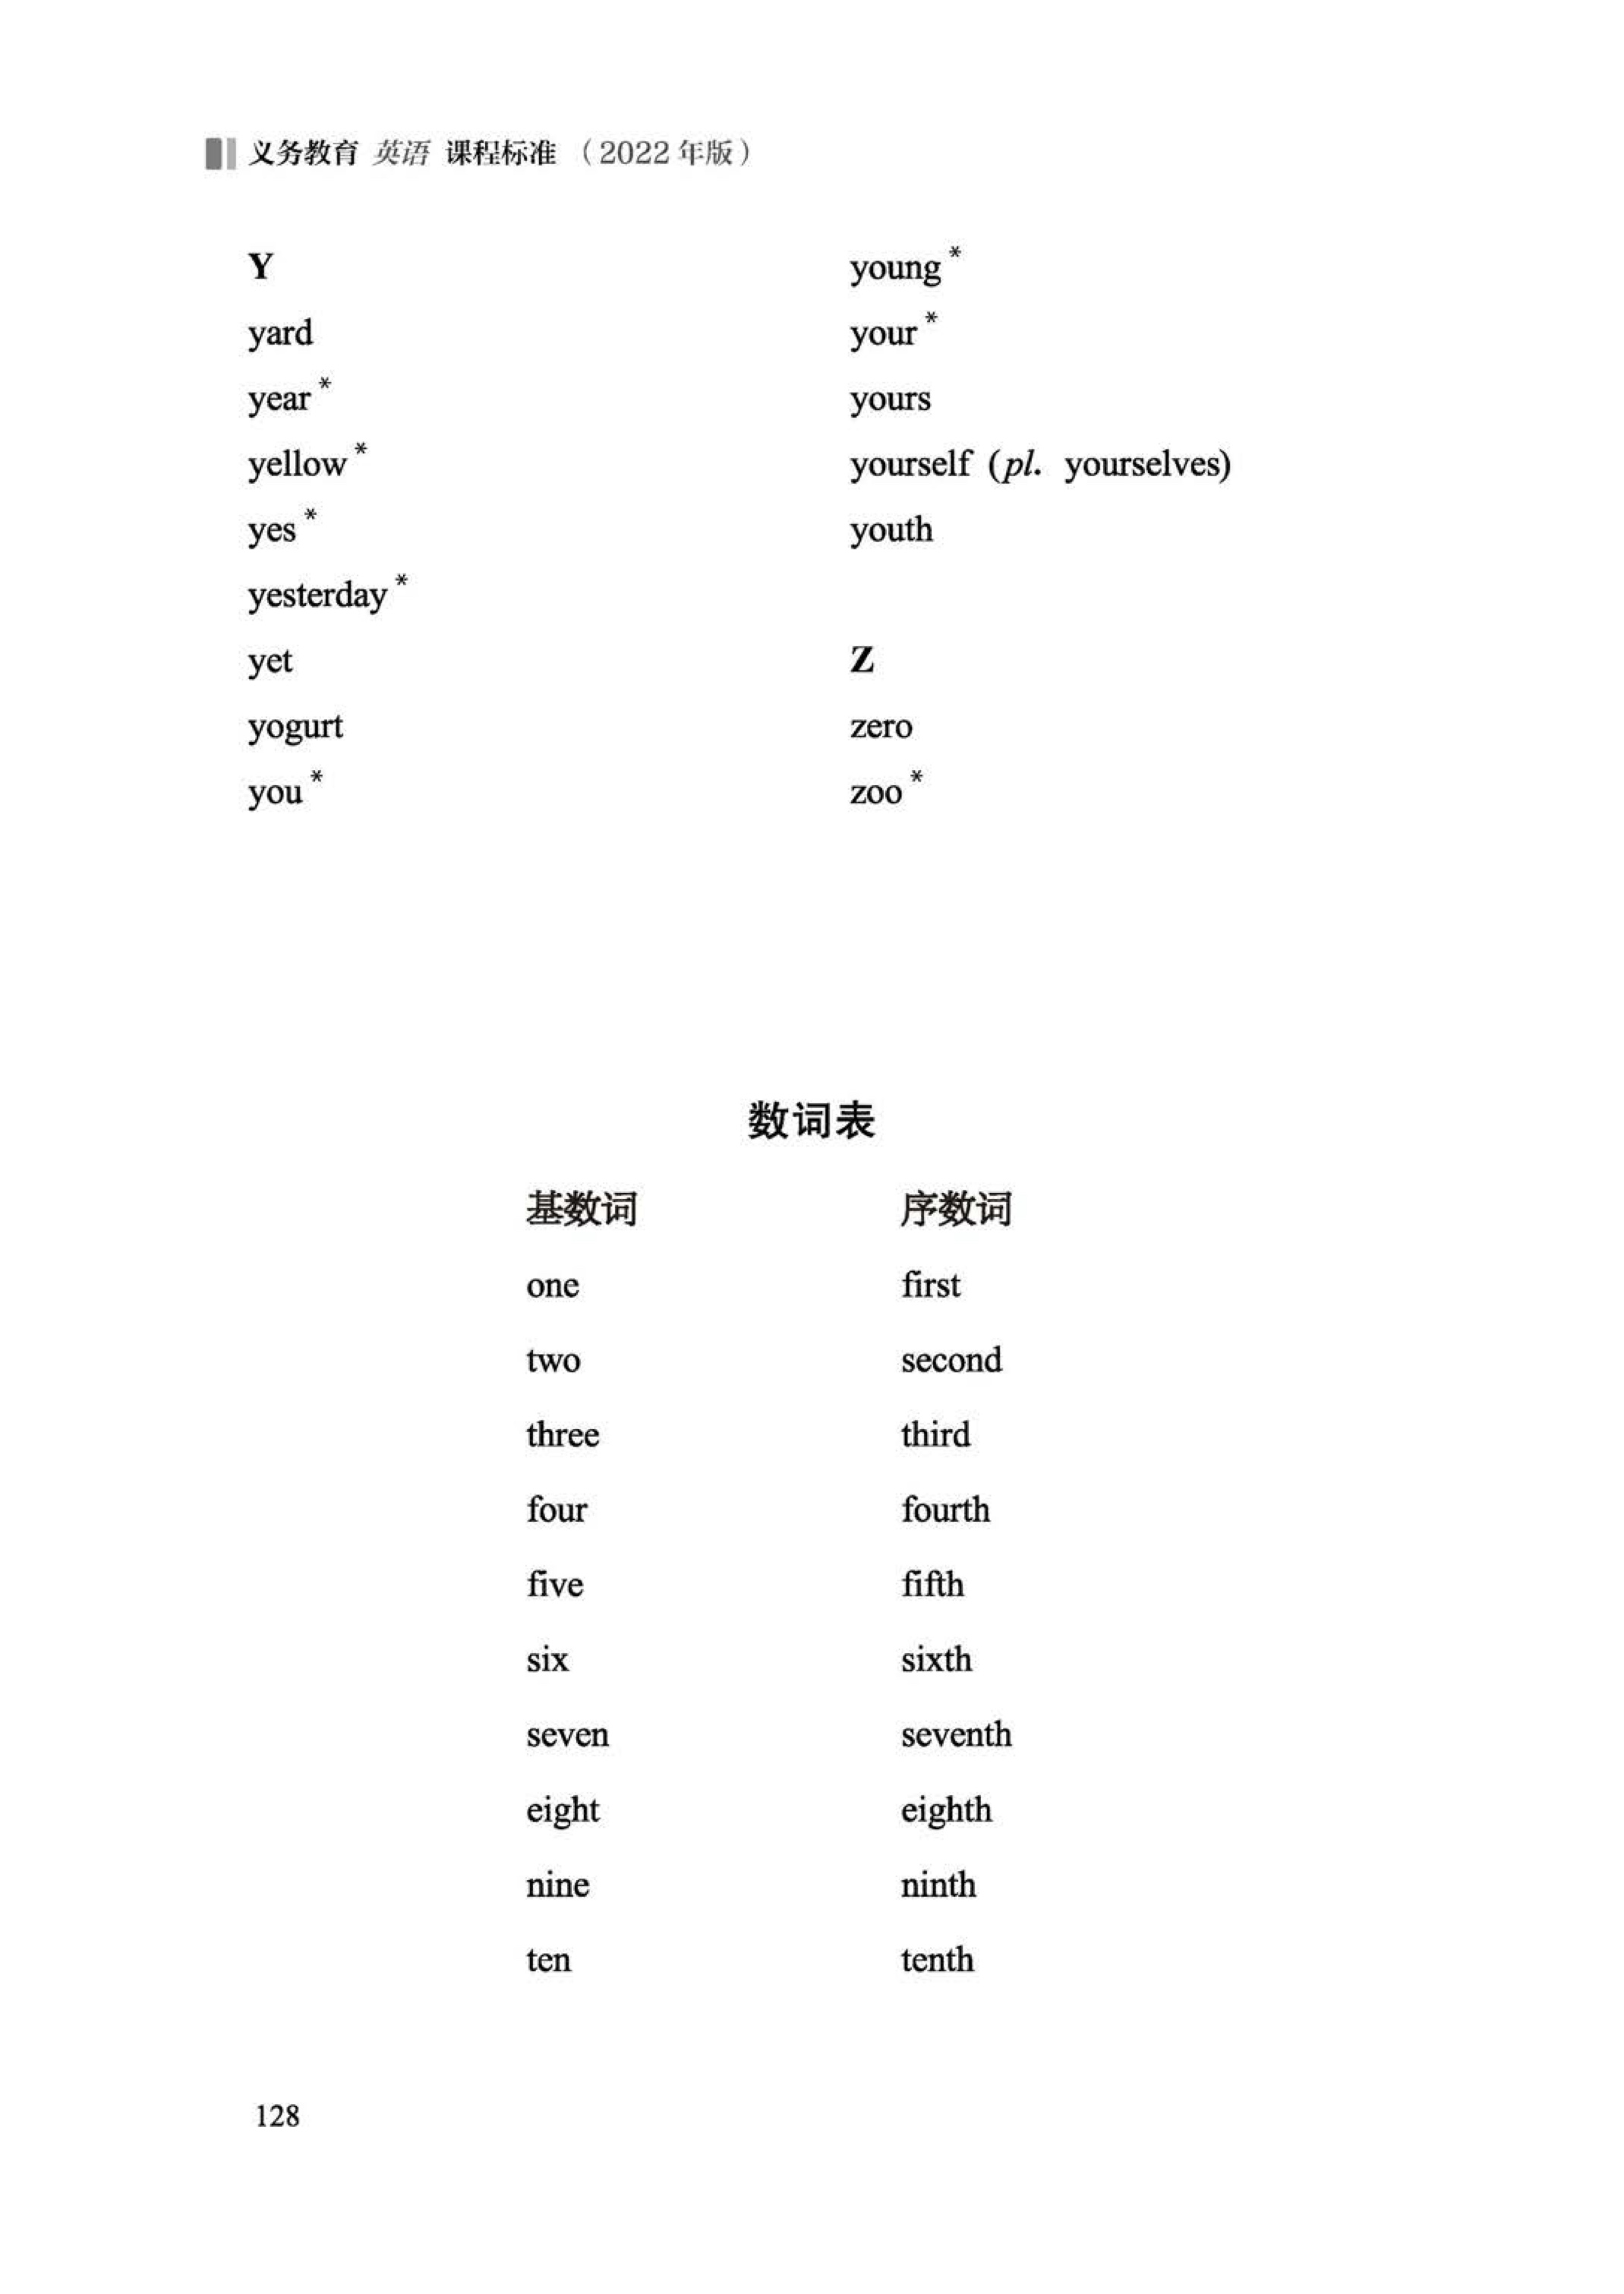 义务教育 英语 课程标准 （2022 年版）
Y
yard
year *
yellow *
yes *
yesterday *
yet
yogurt
you *
young *
your *
yours
yourself (pl. yourselves)
youth
Z
zero
zoo *
数词表
基数词 序数词
one first
two second
three third
four fourth
five fifth
six sixth
seven seventh
eight eighth
nine ninth
ten tenth
128